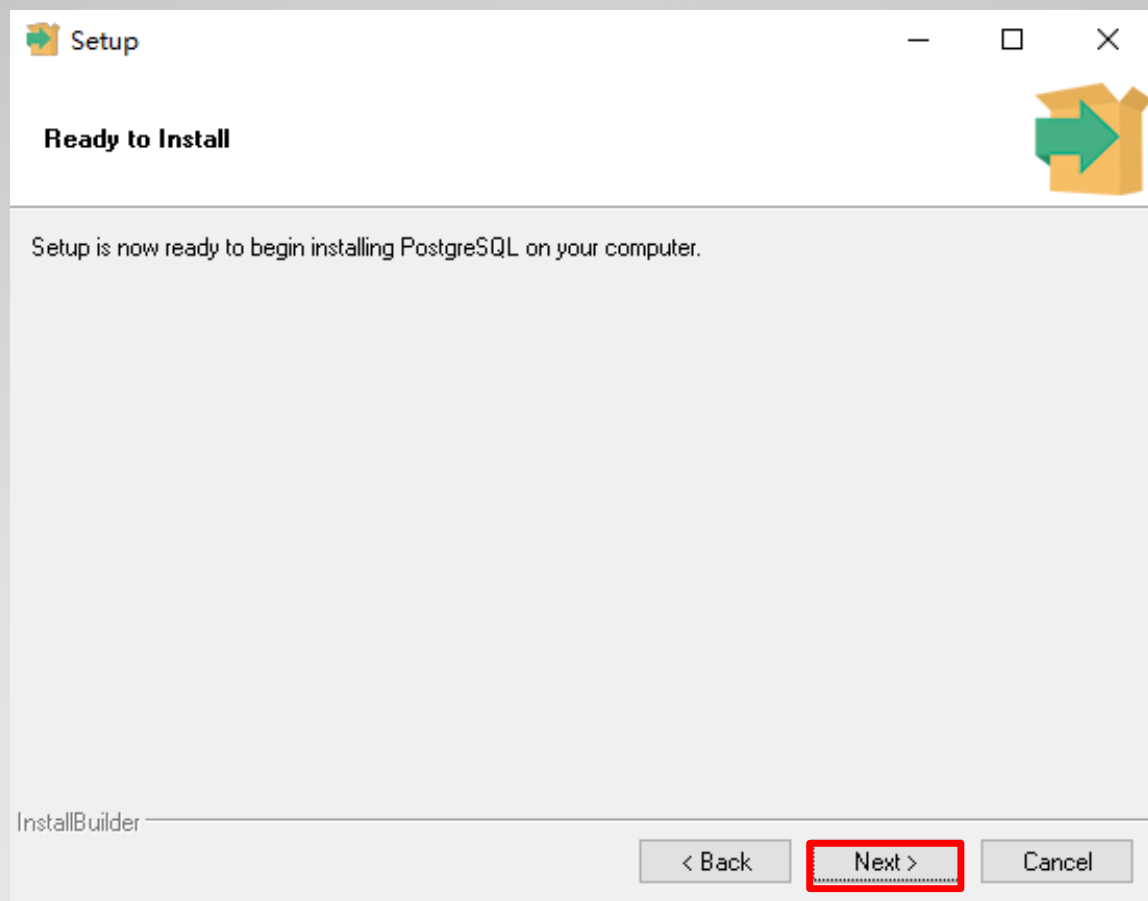 Setup
Ready to Install
Setup is now ready to begin installing PostgreSQL on your computer.
InstallBuilder
< Back Next > Cancel